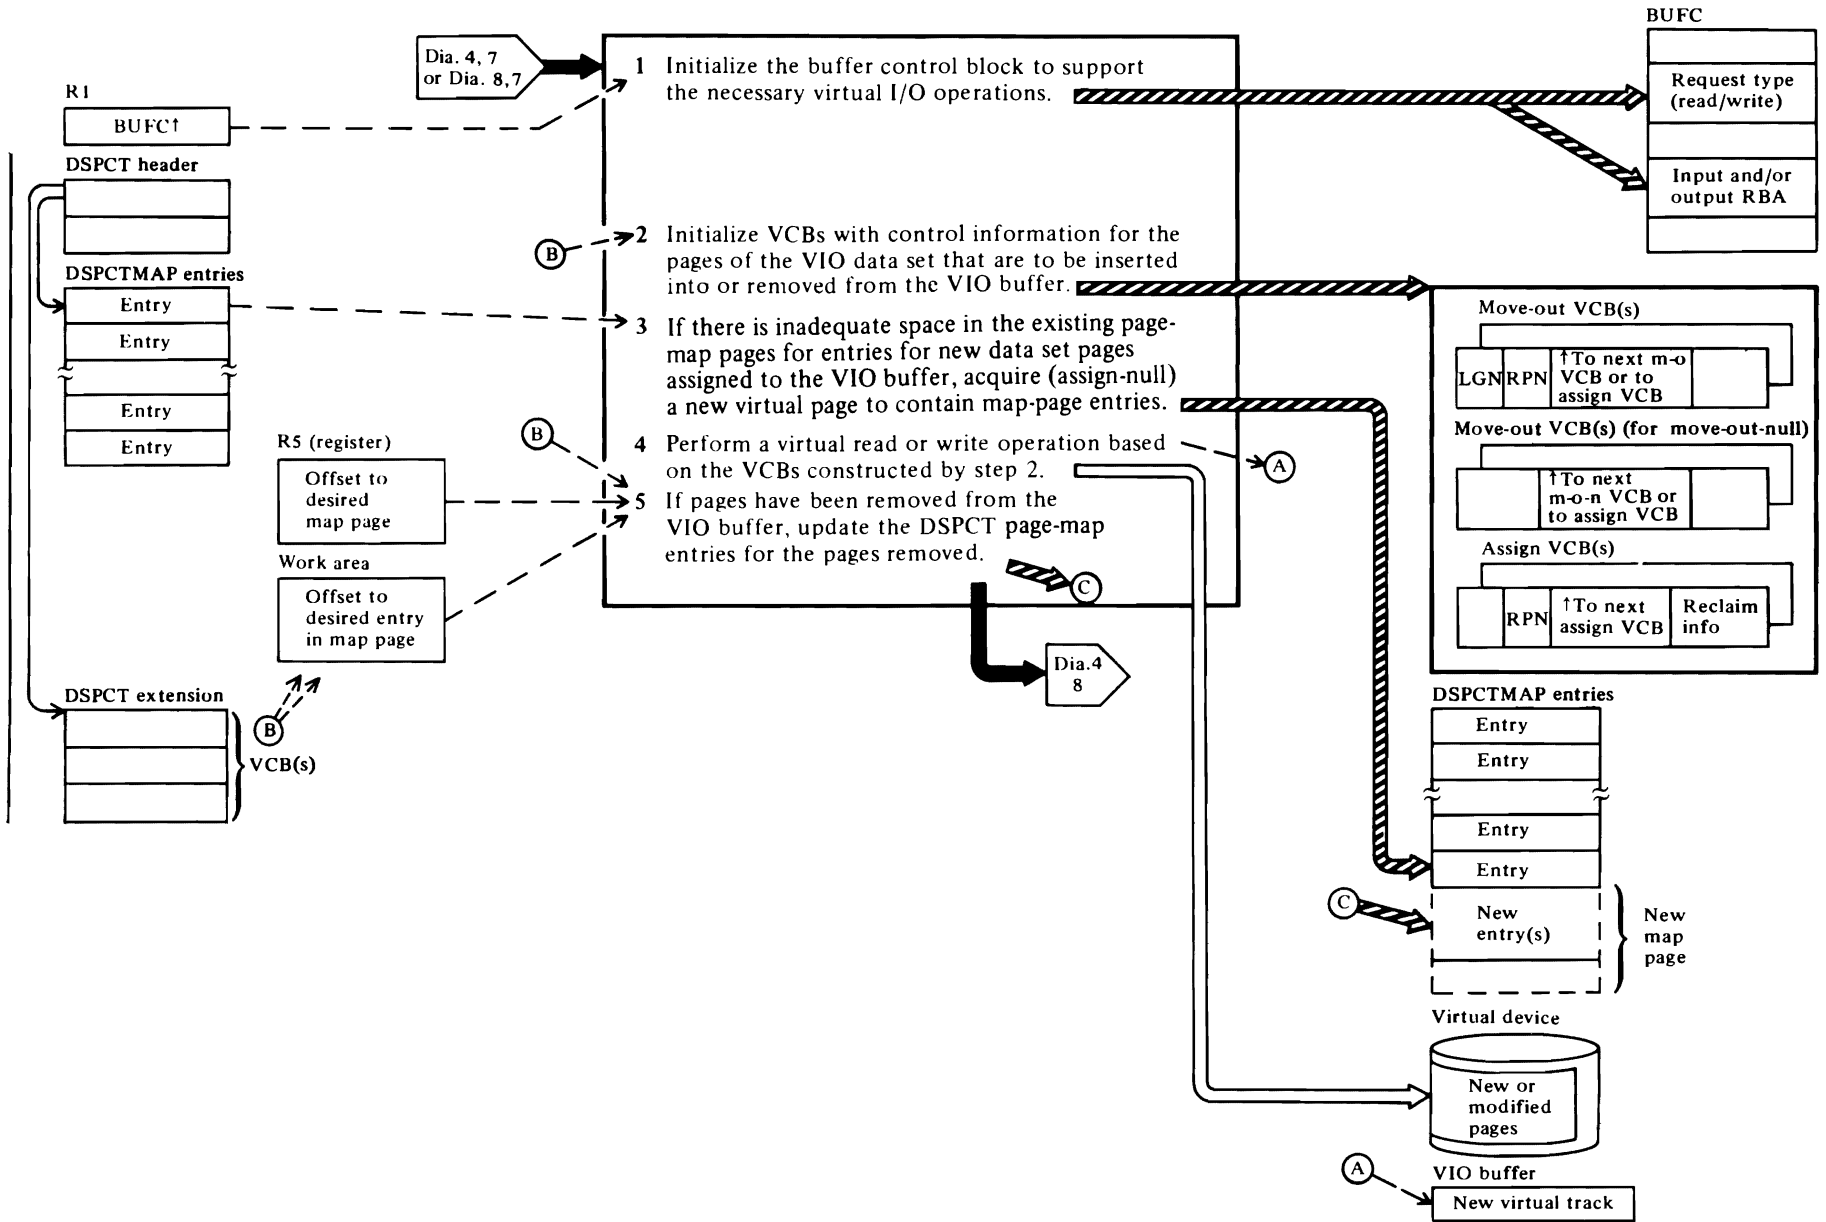 Dia. 4, 7
or Dia. 8,7
R1
BUFC↑
DSPCT header
DSPCTMAP entries
Entry
Entry
Entry
Entry
R5 (register)
Offset to
desired
map page
Work area
Offset to
desired entry
in map page
DSPCT extension
B
VCB(s)
1 Initialize the buffer control block to support
the necessary virtual I/O operations.
B
2 Initialize VCBs with control information for the
pages of the VIO data set that are to be inserted
into or removed from the VIO buffer.
3 If there is inadequate space in the existing page-
map pages for entries for new data set pages
assigned to the VIO buffer, acquire (assign-null)
a new virtual page to contain map-page entries.
B
4 Perform a virtual read or write operation based
on the VCBs constructed by step 2.
A
5 If pages have been removed from the
VIO buffer, update the DSPCT page-map
entries for the pages removed.
C
Dia.4
8
BUFC
Request type
(read/write)
Input and/or
output RBA
Move-out VCB(s)
LGN
RPN
↑To next m-o
VCB or to
assign VCB
Move-out VCB(s) (for move-out-null)
↑To next
m-o-n VCB or
to assign VCB
Assign VCB(s)
RPN
↑To next
assign VCB
Reclaim
info
DSPCTMAP entries
Entry
Entry
Entry
Entry
C
New
entry(s)
New
map
page
Virtual device
New or
modified
pages
A
VIO buffer
New virtual track